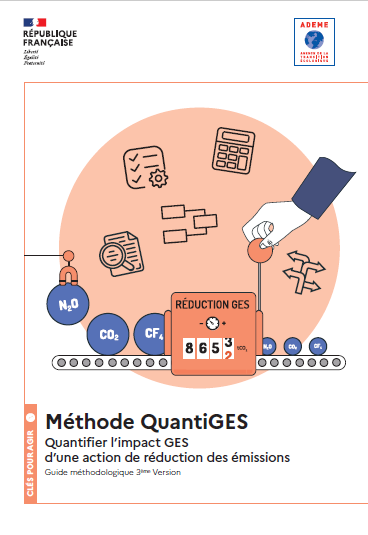 RÉPUBLIQUE
FRANÇAISE
Liberté
Égalité
Fraternité
ADEME
AGENCE DE LA
TRANSITION
ÉCOLOGIQUE
N₂O
CO₂
CF₄
RÉDUCTION GES
- +
8 6 5 3 2 tCO₂
N₂O
CO₂
CF₄
CLÉS POUR AGIR
Méthode QuantiGES
Quantifier l'impact GES
d'une action de réduction des émissions
Guide méthodologique 3ème Version